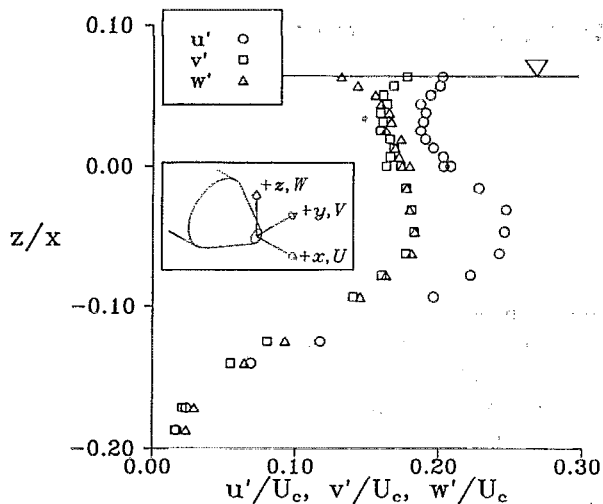 0.10
u'
v'
w'
0.00
+z,W
+y,V
z/x
+x,U
-0.10
-0.20
0.00 0.10 0.20 0.30
u'/U_c, v'/U_c, w'/U_c